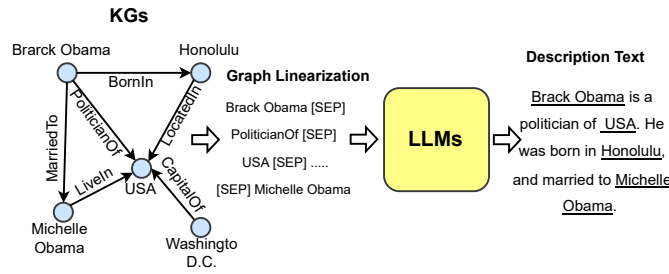 KGs
Brarck Obama
Honolulu
BornIn
MarriedTo
PoliticianOf
LocatedIn
LiveIn
USA
CapitalOf
Michelle
Obama
Washingto
D.C.
Graph Linearization
Brack Obama [SEP]
PoliticianOf [SEP]
USA [SEP] .....
[SEP] Michelle Obama
LLMs
Description Text
Brack Obama is a
politician of USA. He
was born in Honolulu,
and married to Michelle
Obama.